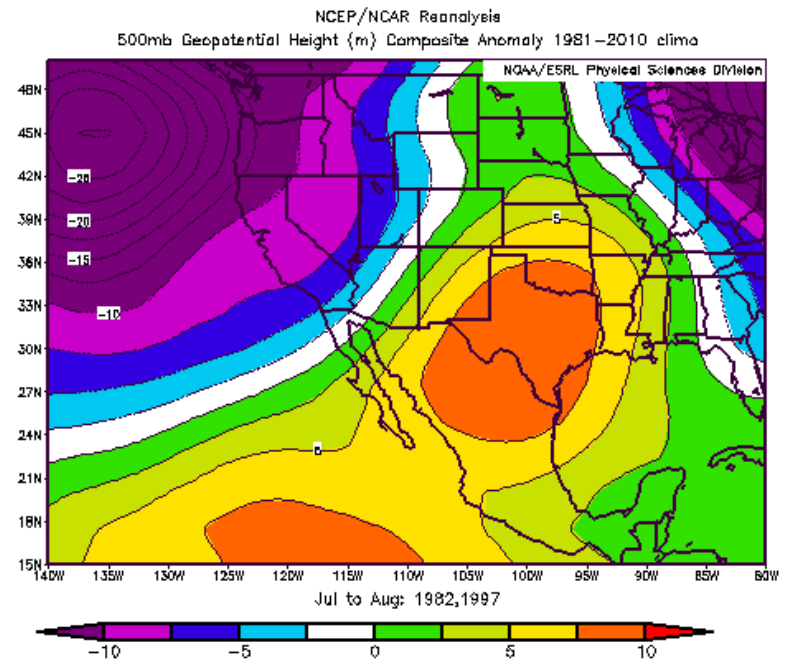 NCEP/NCAR Reanalysis
500mb Geopotential Height (m) Composite Anomaly 1981-2010 clima
NOAA/ESRL Physical Sciences Division
48N
45N
42N
39N
36N
33N
30N
27N
24N
21N
18N
15N
-20
-15
-10
5
140W 135W 130W 125W 120W 115W 110W 105W 100W 95W 90W 85W 80W
Jul to Aug: 1982,1997
-10 -5 0 5 10